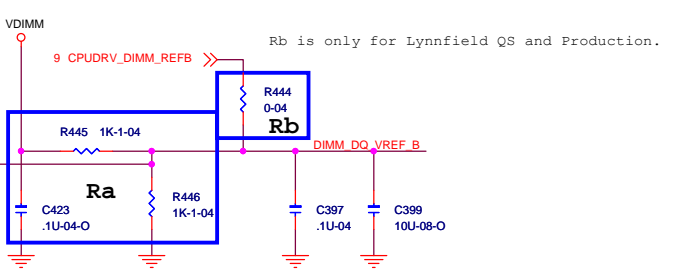 VDIMM
Rb is only for Lynnfield QS and Production.
9 CPUDRV_DIMM_REFB
R444
0-04
Rb
R445 1K-1-04
DIMM_DQ_VREF_B
Ra
R446
1K-1-04
C423
.1U-04-O
C397
.1U-04
C399
10U-08-O